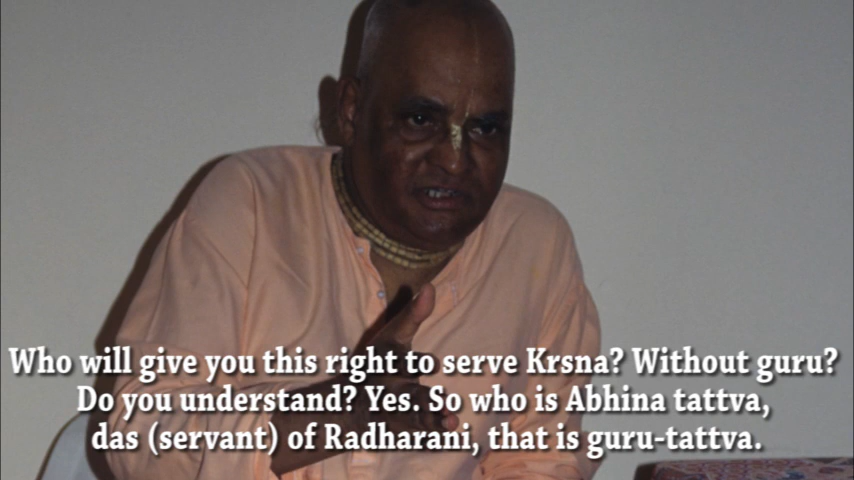 Who will give you this right to serve Krsna? Without guru?
Do you understand? Yes. So who is Abhina tattva,
das (servant) of Radharani, that is guru-tattva.